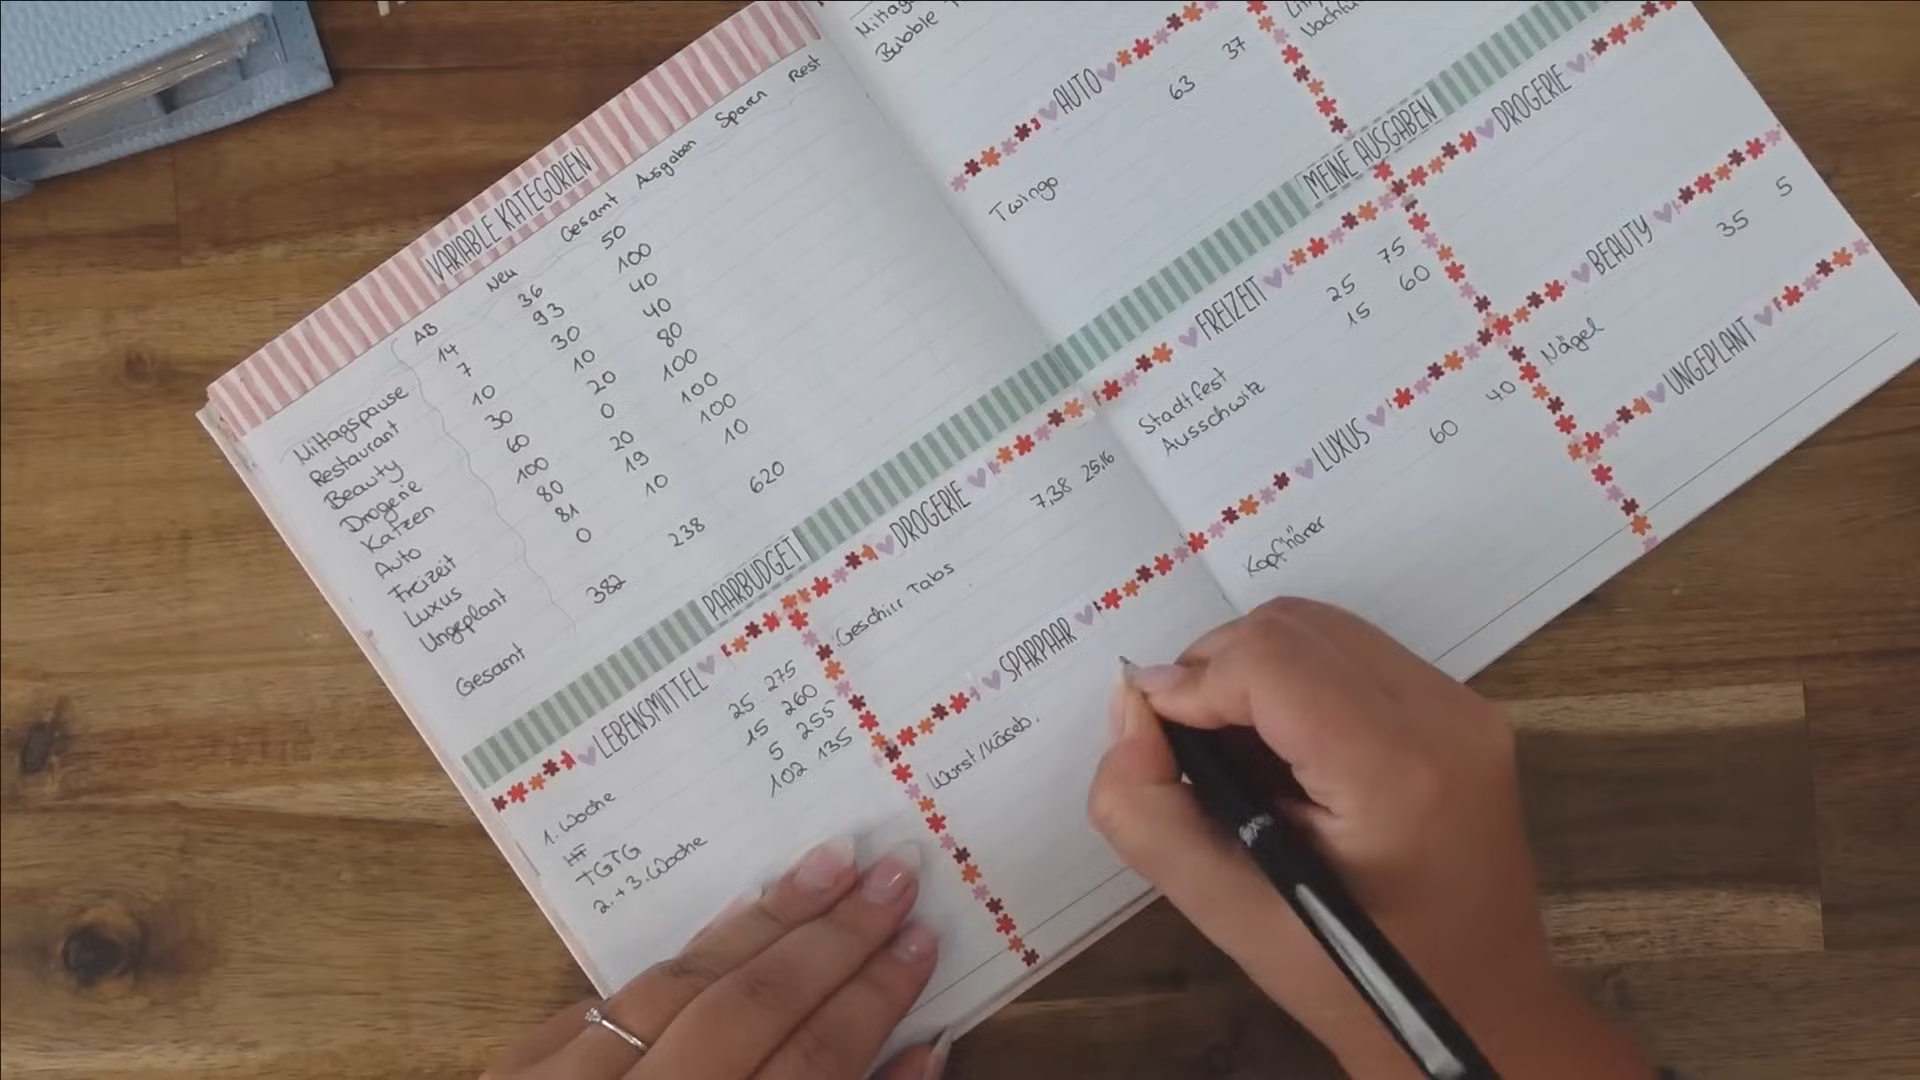 VARIABLE KATEGORIEN
AB Neu Gesamt Ausgaben Sparen Rest
Mittagspause 14 36 50
Restaurant 7 93 100
Beauty 10 30 40
Drogerie 30 10 40
Katzen 60 20 80
Auto 100 0 100
Freizeit 80 20 100
Luxus 81 19 100
Ungeplant 0 10 10
Gesamt 382 238 620
PAARBUDGET
LEBENSMITTEL
1. Woche 25 275
HF 15 260
TGTG 5 255
2. + 3. Woche 102 135
DROGERIE
Geschirr Tabs 7,38 25,16
SPARPAAR
Wurst/Käseb.
Bubble
AUTO
Twingo 63 37
MEINE AUSGABEN
FREIZEIT
Stadtfest 25 75
Ausschwitz 15 60
LUXUS
Kopfhörer 60 40
DROGERIE
BEAUTY
Nägel 35 5
UNGEPLANT